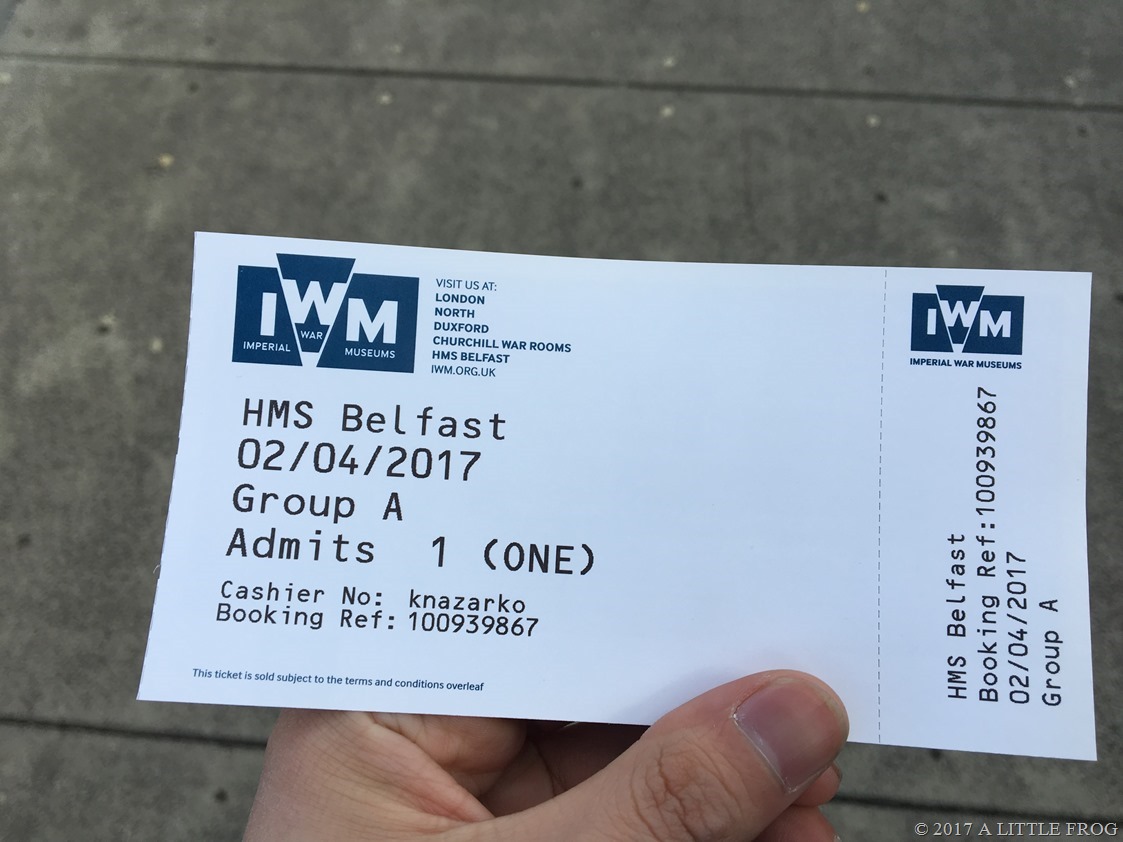 IWM
IMPERIAL WAR MUSEUMS
VISIT US AT:
LONDON
NORTH
DUXFORD
CHURCHILL WAR ROOMS
HMS BELFAST
IWM.ORG.UK
HMS Belfast
02/04/2017
Group A
Admits 1 (ONE)
Cashier No: knazarko
Booking Ref: 100939867
This ticket is sold subject to the terms and conditions overleaf
IWM
IMPERIAL WAR MUSEUMS
HMS Belfast
Booking Ref:100939867
02/04/2017
Group A
© 2017 A LITTLE FROG